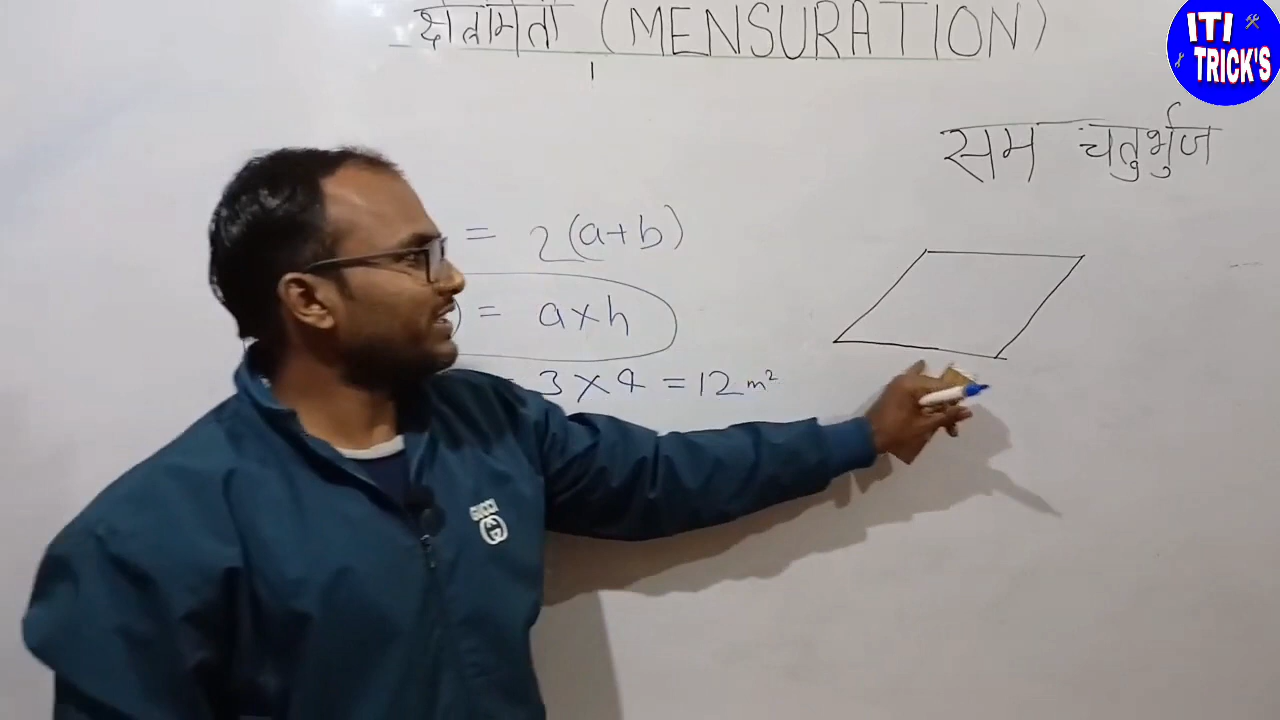 क्षेत्रमिती (MENSURATION)
ITI
TRICK'S
सम चतुर्भुज
= 2(a+b)
) = a×h
= 3×4 = 12 m²
GUCCI